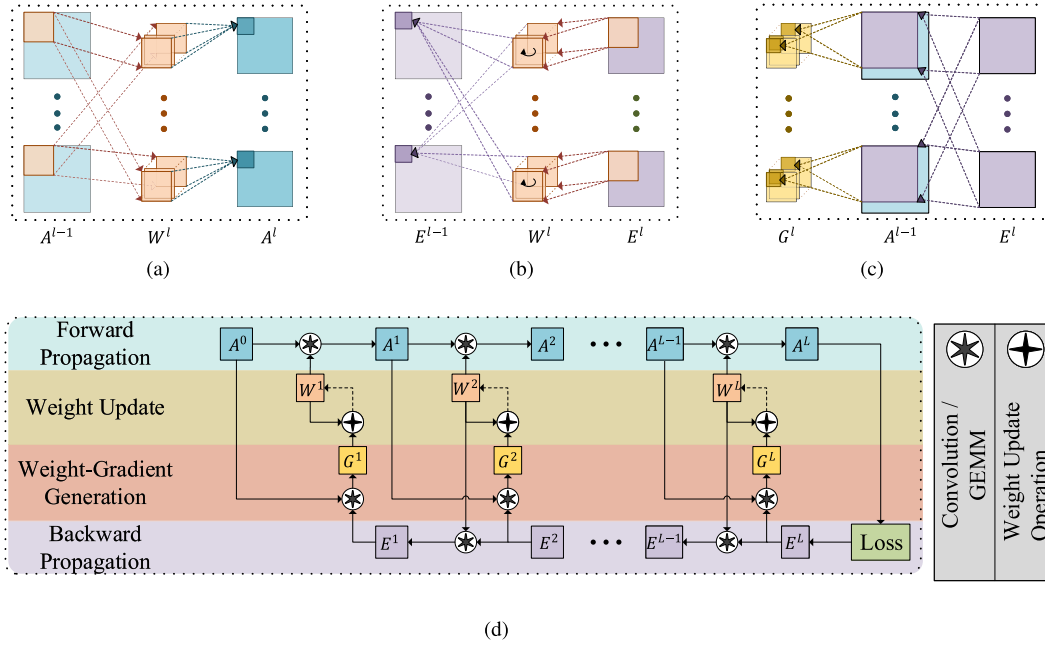 A^{l-1} W^l A^l
(a)
E^{l-1} W^l E^l
(b)
G^l A^{l-1} E^l
(c)
Forward
Propagation
A^0 A^1 A^2 A^{L-1} A^L
Weight Update
W^1 W^2 W^L
Weight-Gradient
Generation
G^1 G^2 G^L
Backward
Propagation
E^1 E^2 E^{L-1} E^L Loss
Convolution /
GEMM
Weight Update
Operation
(d)